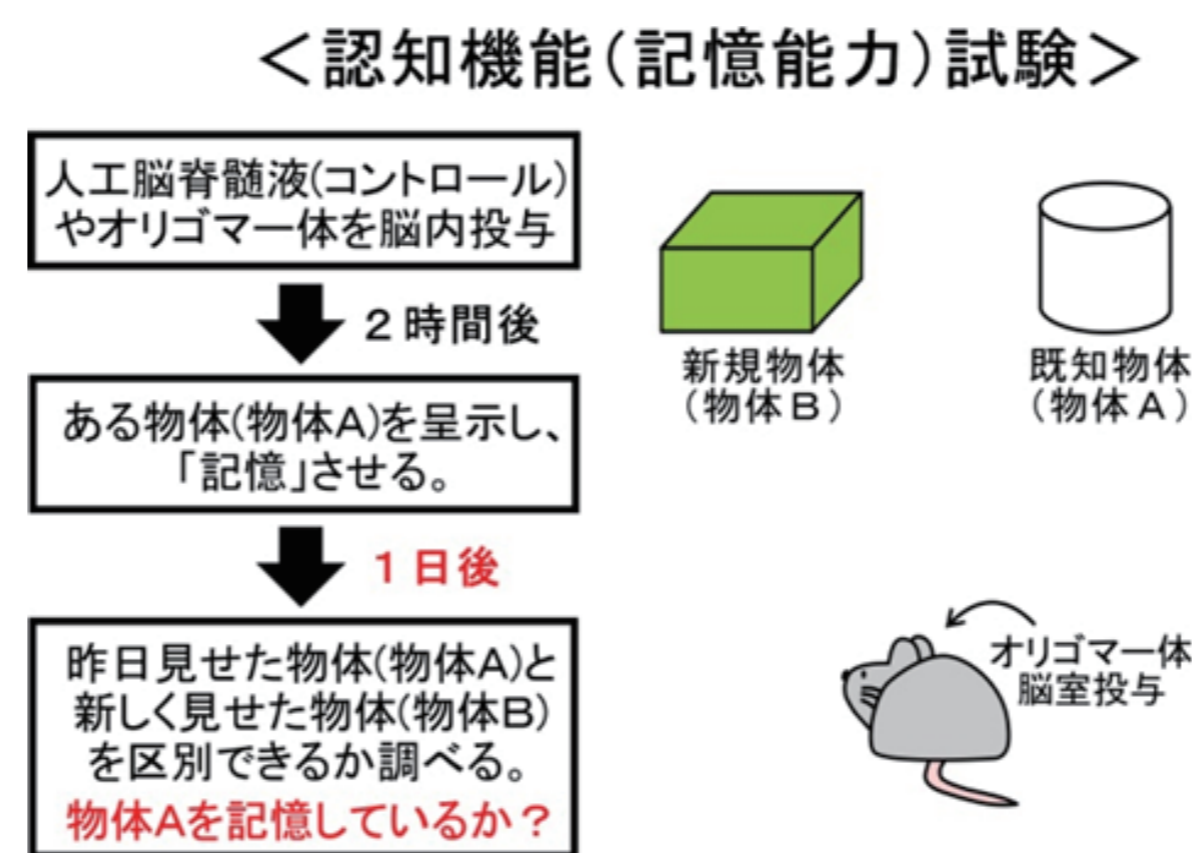 ＜認知機能（記憶能力）試験＞
人工脳脊髄液(コントロール)
やオリゴマー体を脳内投与
２時間後
ある物体(物体A)を呈示し、
「記憶」させる。
１日後
昨日見せた物体(物体A)と
新しく見せた物体(物体B)
を区別できるか調べる。
物体Aを記憶しているか？
新規物体
（物体Ｂ）
既知物体
（物体Ａ）
オリゴマー体
脳室投与